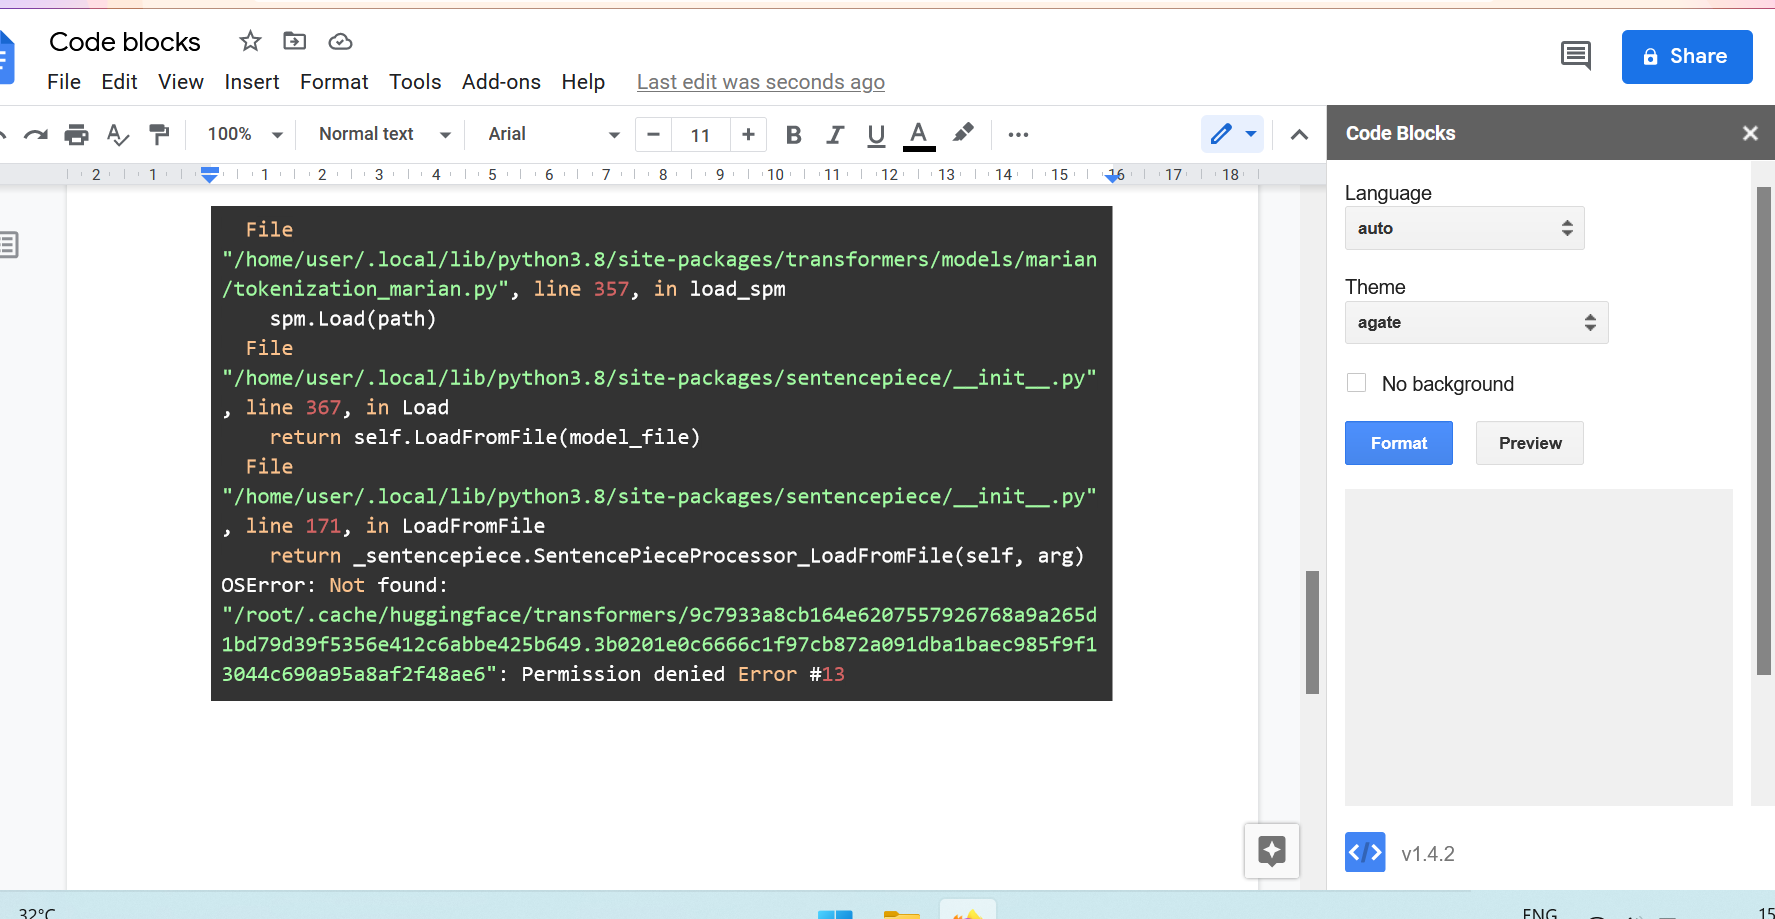 Code blocks
File Edit View Insert Format Tools Add-ons Help Last edit was seconds ago
Share
100% Normal text Arial 11 B I U A
2 1 1 2 3 4 5 6 7 8 9 10 11 12 13 14 15 16 17 18
File
"/home/user/.local/lib/python3.8/site-packages/transformers/models/marian
/tokenization_marian.py", line 357, in load_spm
spm.Load(path)
File
"/home/user/.local/lib/python3.8/site-packages/sentencepiece/__init__.py"
, line 367, in Load
return self.LoadFromFile(model_file)
File
"/home/user/.local/lib/python3.8/site-packages/sentencepiece/__init__.py"
, line 171, in LoadFromFile
return _sentencepiece.SentencePieceProcessor_LoadFromFile(self, arg)
OSError: Not found:
"/root/.cache/huggingface/transformers/9c7933a8cb164e6207557926768a9a265d
1bd79d39f5356e412c6abbe425b649.3b0201e0c6666c1f97cb872a091dba1baec985f9f1
3044c690a95a8af2f48ae6": Permission denied Error #13
Code Blocks
Language
auto
Theme
agate
No background
Format Preview
</> v1.4.2
32°C
ENG
15